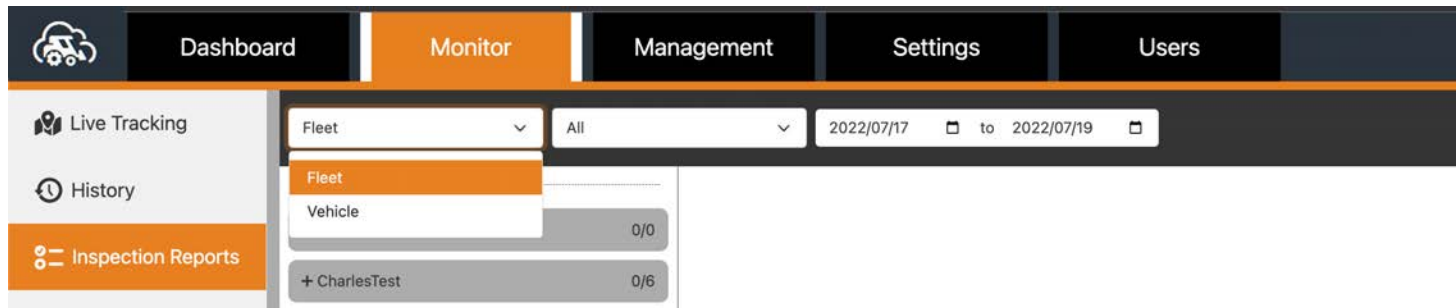 Dashboard Monitor Management Settings Users
Live Tracking
Fleet All 2022/07/17 to 2022/07/19
Fleet
History
Vehicle
0/0
Inspection Reports
+ CharlesTest 0/6